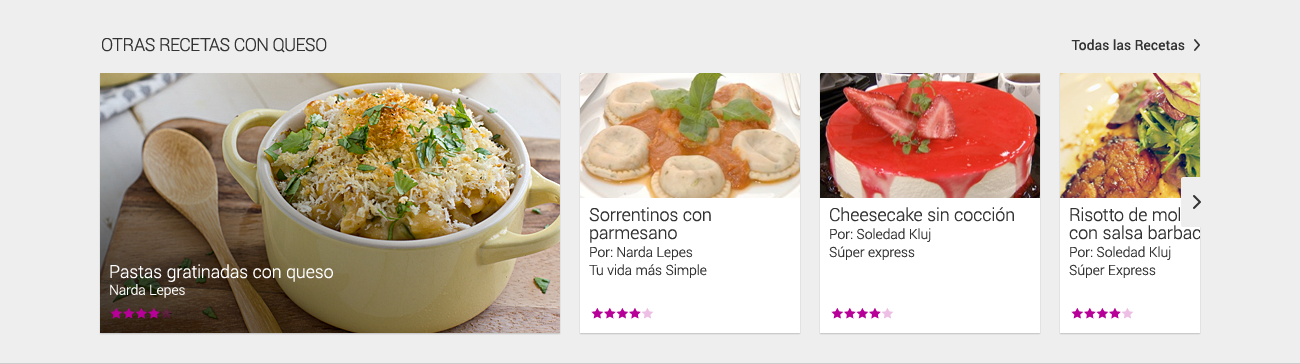 OTRAS RECETAS CON QUESO
Todas las Recetas
Pastas gratinadas con queso
Narda Lepes
Sorrentinos con
parmesano
Por: Narda Lepes
Tu vida más Simple
Cheesecake sin cocción
Por: Soledad Kluj
Súper express
Risotto de mol
con salsa barbac
Por: Soledad Kluj
Súper Express